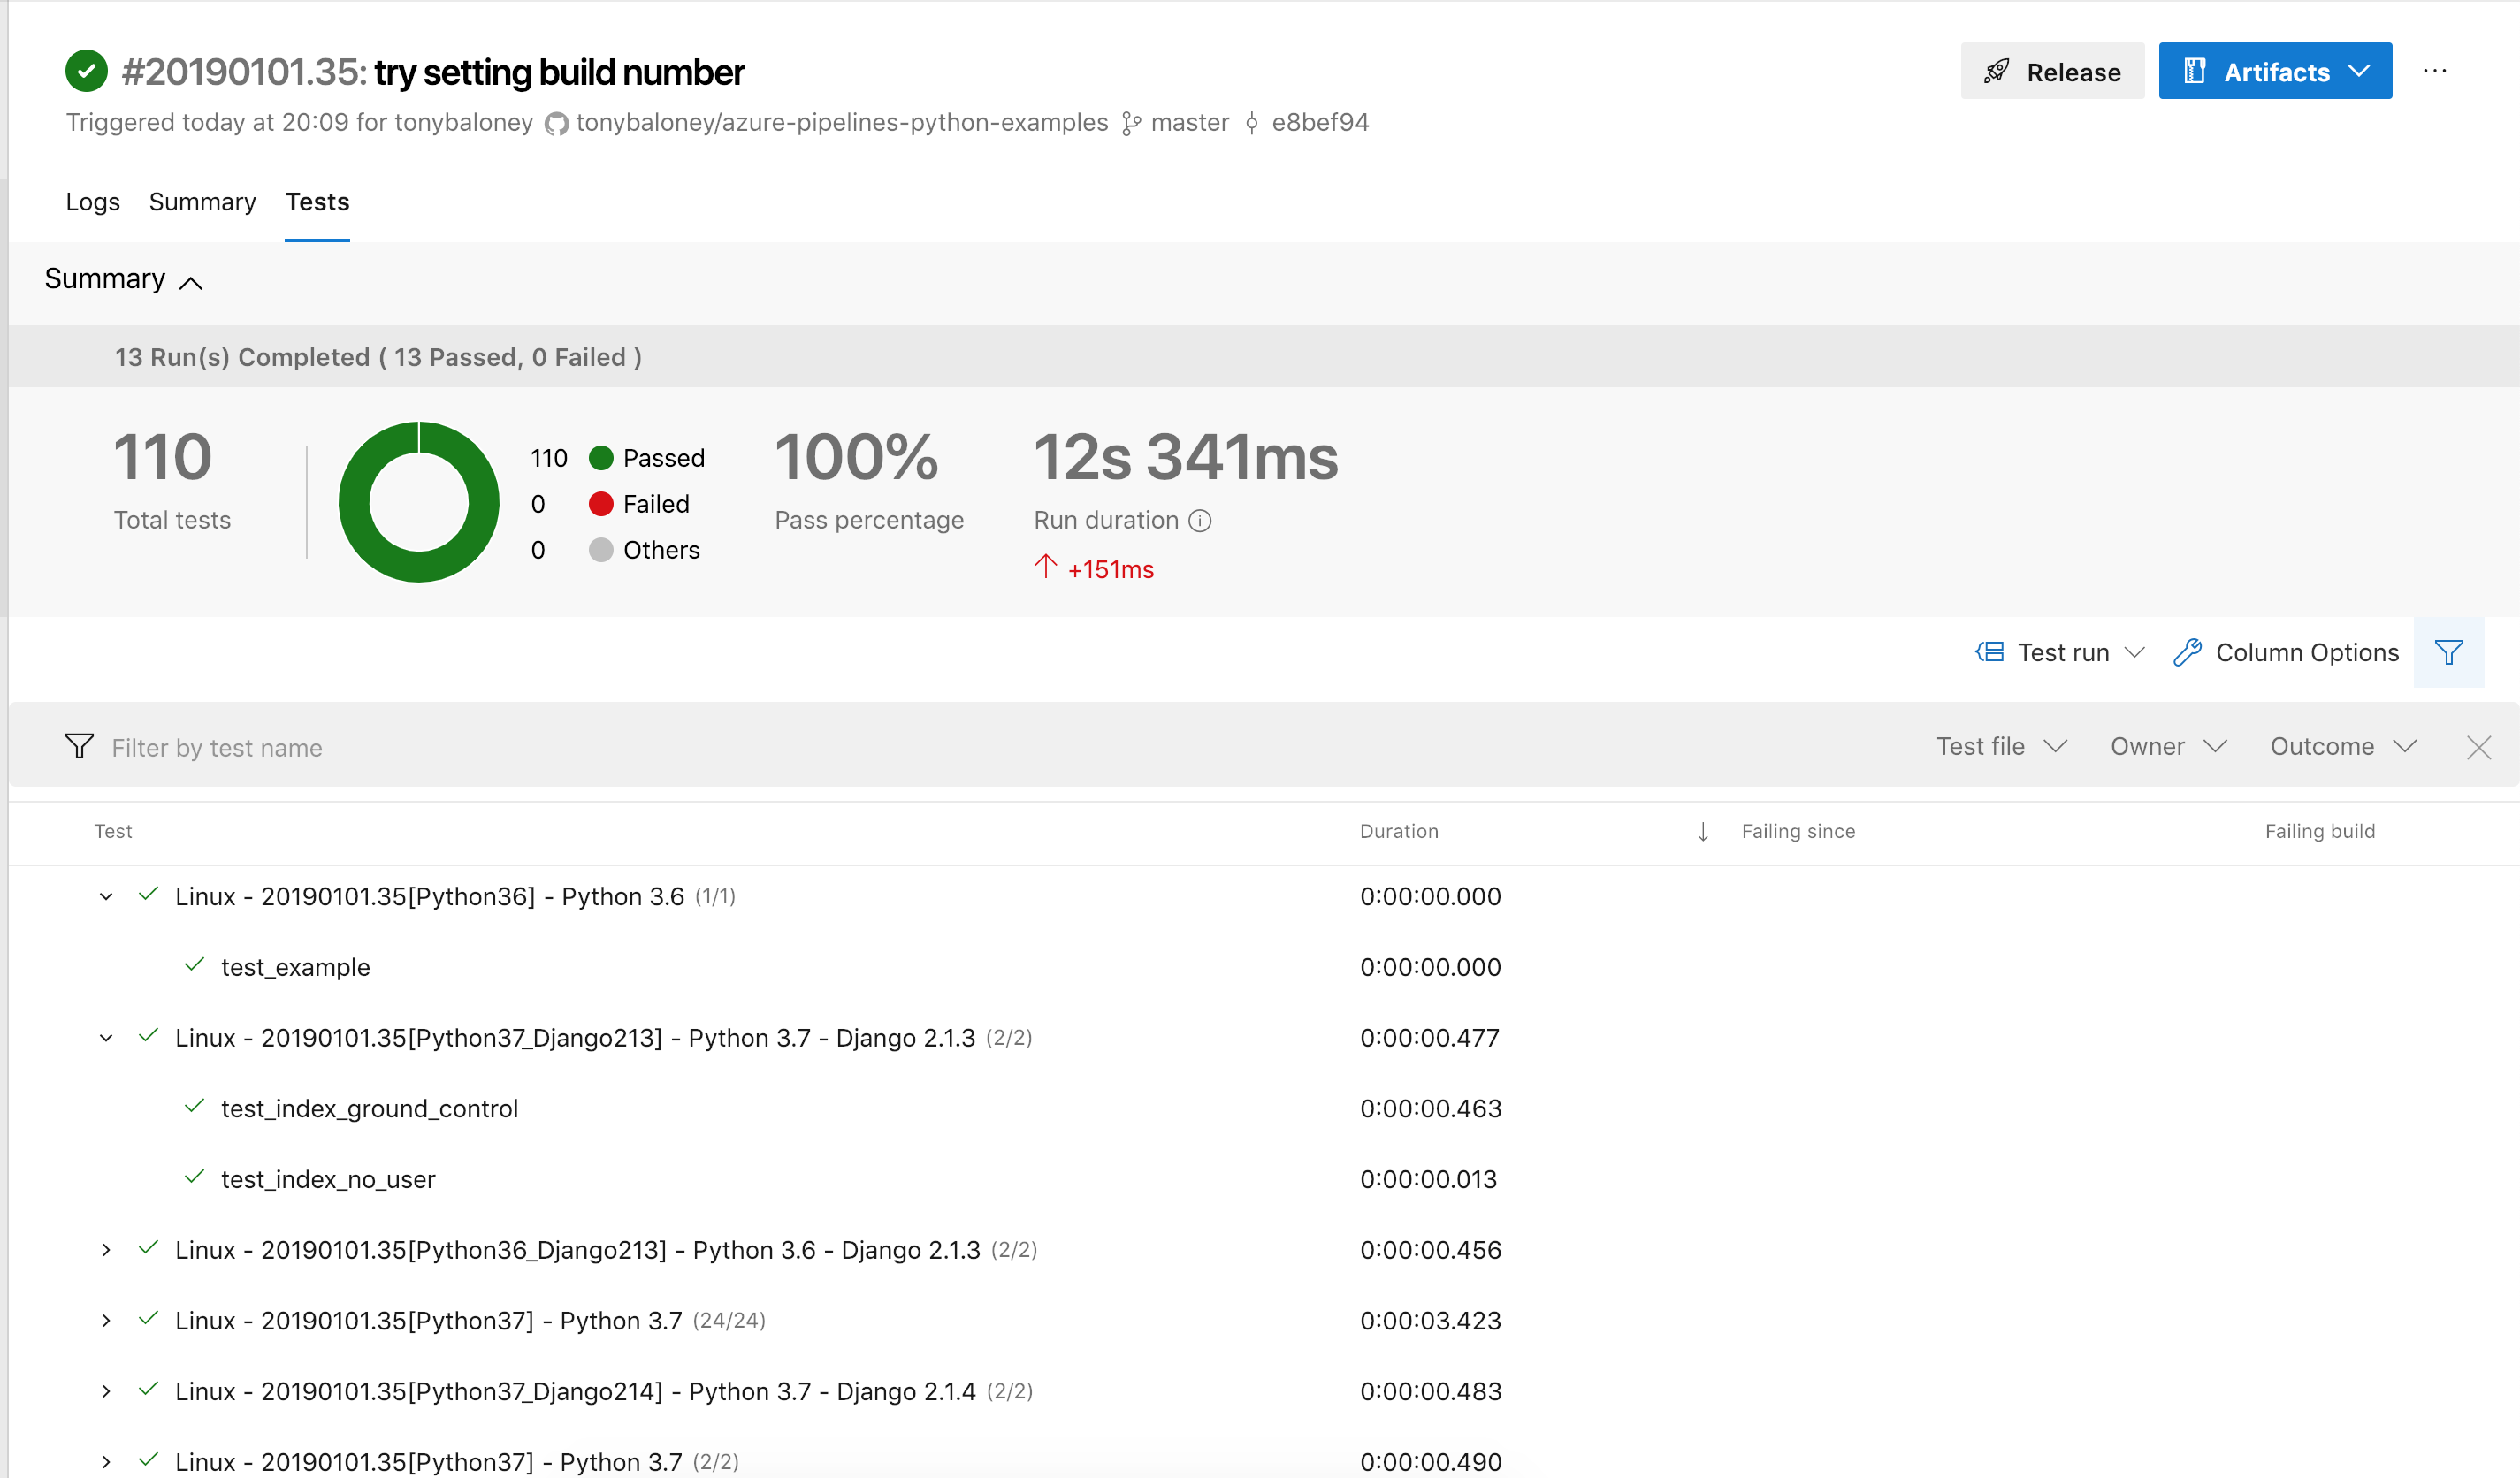 #20190101.35: try setting build number
Release
Artifacts
Triggered today at 20:09 for tonybaloney tonybaloney/azure-pipelines-python-examples master e8bef94
Logs Summary Tests
Summary
13 Run(s) Completed ( 13 Passed, 0 Failed )
110
Total tests
110 Passed
0 Failed
0 Others
100%
Pass percentage
12s 341ms
Run duration
+151ms
Test run Column Options
Filter by test name Test file Owner Outcome
Test Duration Failing since Failing build
Linux - 20190101.35[Python36] - Python 3.6 (1/1) 0:00:00.000
test_example 0:00:00.000
Linux - 20190101.35[Python37_Django213] - Python 3.7 - Django 2.1.3 (2/2) 0:00:00.477
test_index_ground_control 0:00:00.463
test_index_no_user 0:00:00.013
Linux - 20190101.35[Python36_Django213] - Python 3.6 - Django 2.1.3 (2/2) 0:00:00.456
Linux - 20190101.35[Python37] - Python 3.7 (24/24) 0:00:03.423
Linux - 20190101.35[Python37_Django214] - Python 3.7 - Django 2.1.4 (2/2) 0:00:00.483
Linux - 20190101.35[Python37] - Python 3.7 (2/2) 0:00:00.490